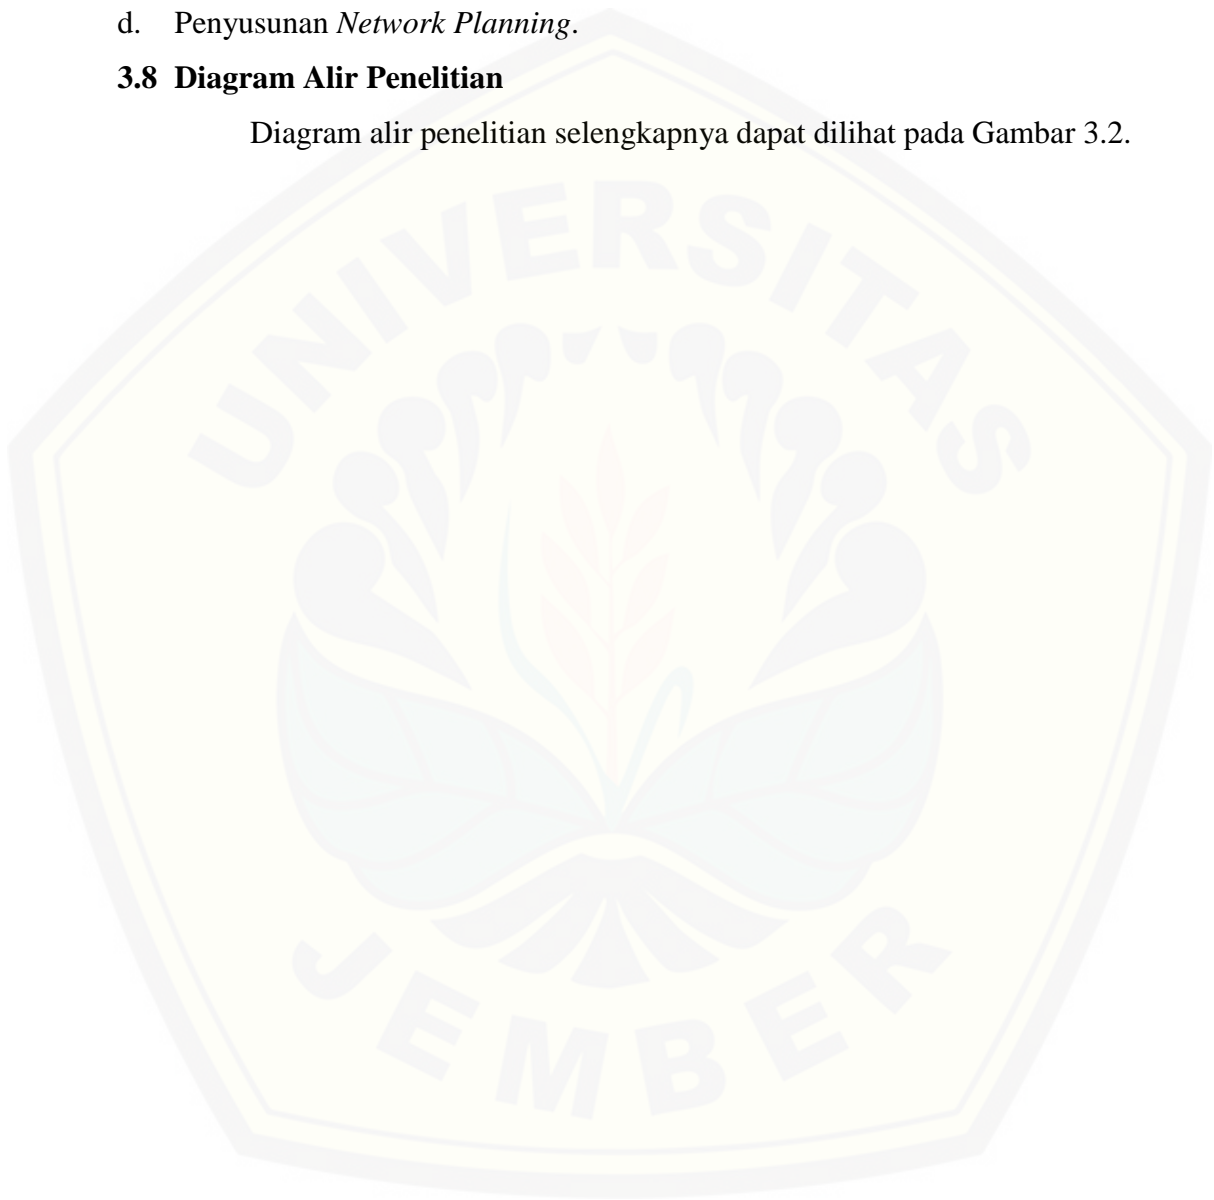 d. Penyusunan Network Planning.
3.8 Diagram Alir Penelitian
Diagram alir penelitian selengkapnya dapat dilihat pada Gambar 3.2.
UNIVERSITAS
JEMBER